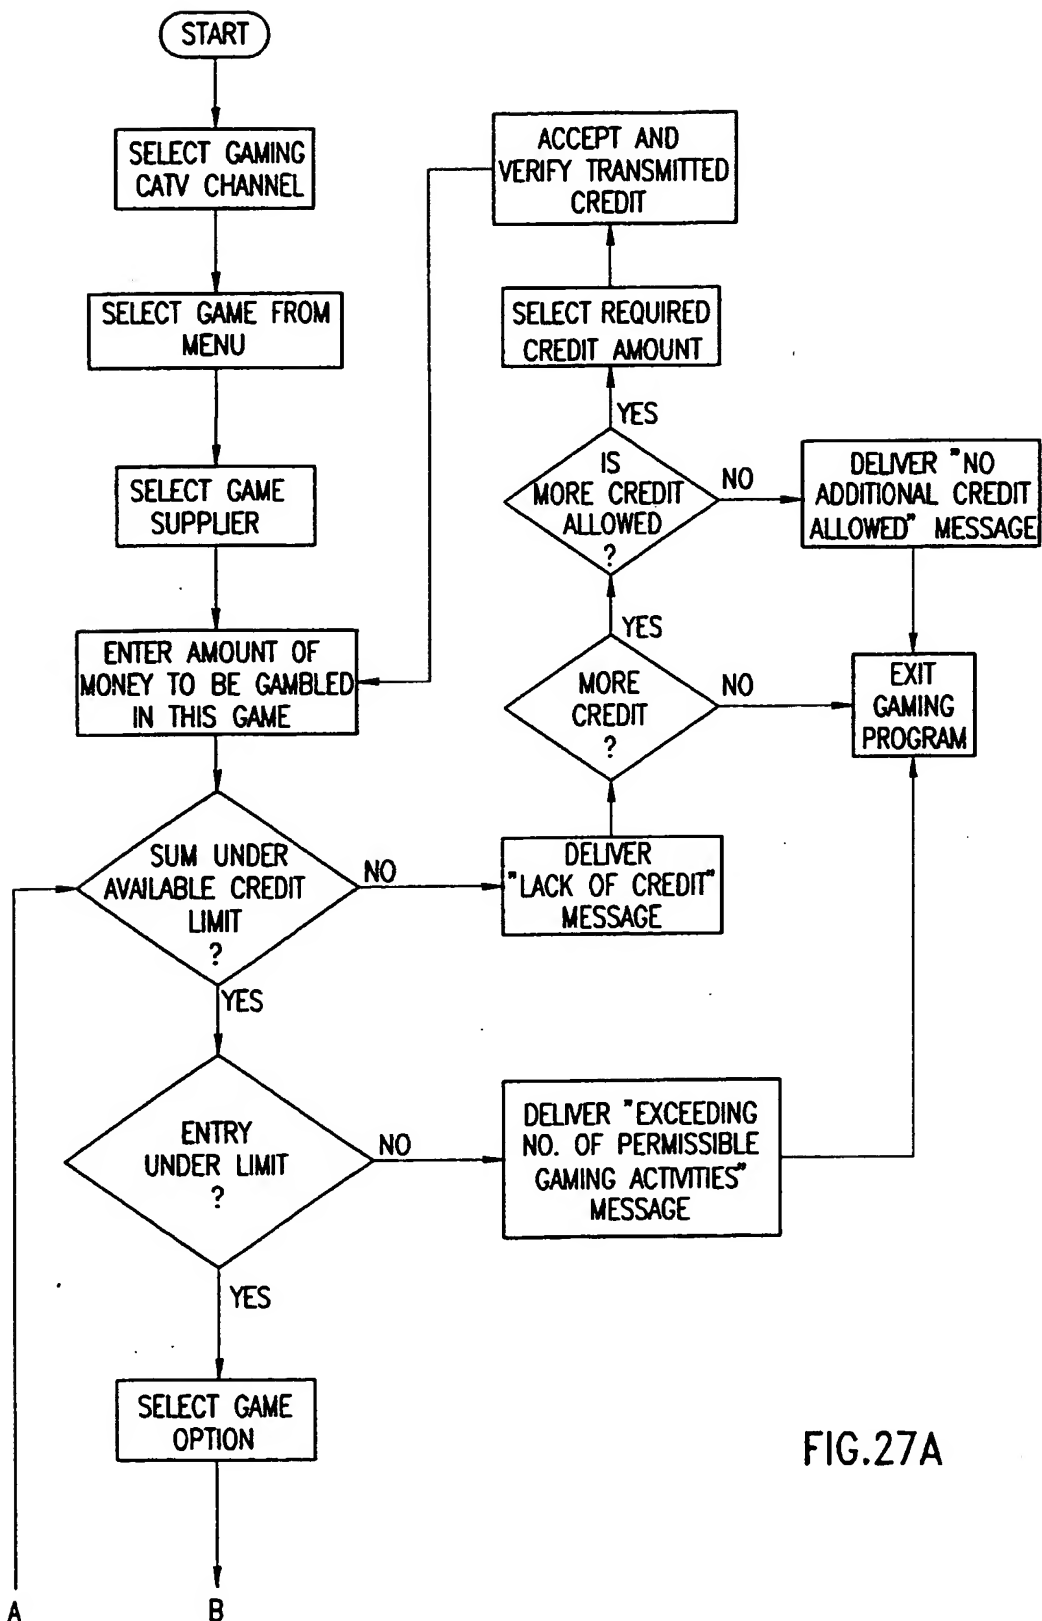 START
SELECT GAMING
CATV CHANNEL
SELECT GAME FROM
MENU
SELECT GAME
SUPPLIER
ENTER AMOUNT OF
MONEY TO BE GAMBLED
IN THIS GAME
SUM UNDER
AVAILABLE CREDIT
LIMIT
?
NO
YES
ENTRY
UNDER LIMIT
?
NO
YES
SELECT GAME
OPTION
A
B
ACCEPT AND
VERIFY TRANSMITTED
CREDIT
SELECT REQUIRED
CREDIT AMOUNT
YES
IS
MORE CREDIT
ALLOWED
?
NO
YES
MORE
CREDIT
?
NO
DELIVER
"LACK OF CREDIT"
MESSAGE
DELIVER "EXCEEDING
NO. OF PERMISSIBLE
GAMING ACTIVITIES"
MESSAGE
DELIVER "NO
ADDITIONAL CREDIT
ALLOWED" MESSAGE
EXIT
GAMING
PROGRAM
FIG.27A